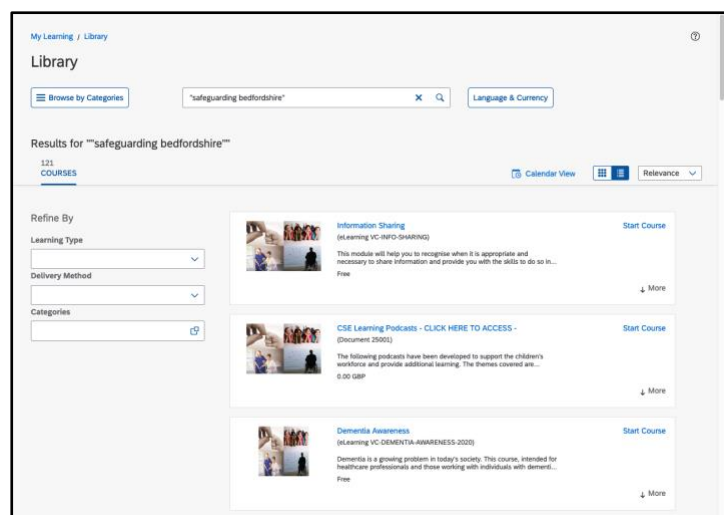 My Learning / Library
Library
Browse by Categories
"safeguarding bedfordshire"
Language & Currency
Results for ""safeguarding bedfordshire""
121
COURSES
Calendar View
Relevance
Refine By
Learning Type
Delivery Method
Categories
Information Sharing
Start Course
(eLearning VC-INFO-SHARING)
This module will help you to recognise when it is appropriate and
necessary to share information and provide you with the skills to do so in...
Free
More
CSE Learning Podcasts - CLICK HERE TO ACCESS -
Start Course
(Document 25001)
The following podcasts have been developed to support the children's
workforce and provide additional learning. The themes covered are...
0.00 GBP
More
Dementia Awareness
Start Course
(eLearning VC-DEMENTIA-AWARENESS-2020)
Dementia is a growing problem in today's society. This course, intended for
healthcare professionals and those working with individuals with dementi...
Free
More